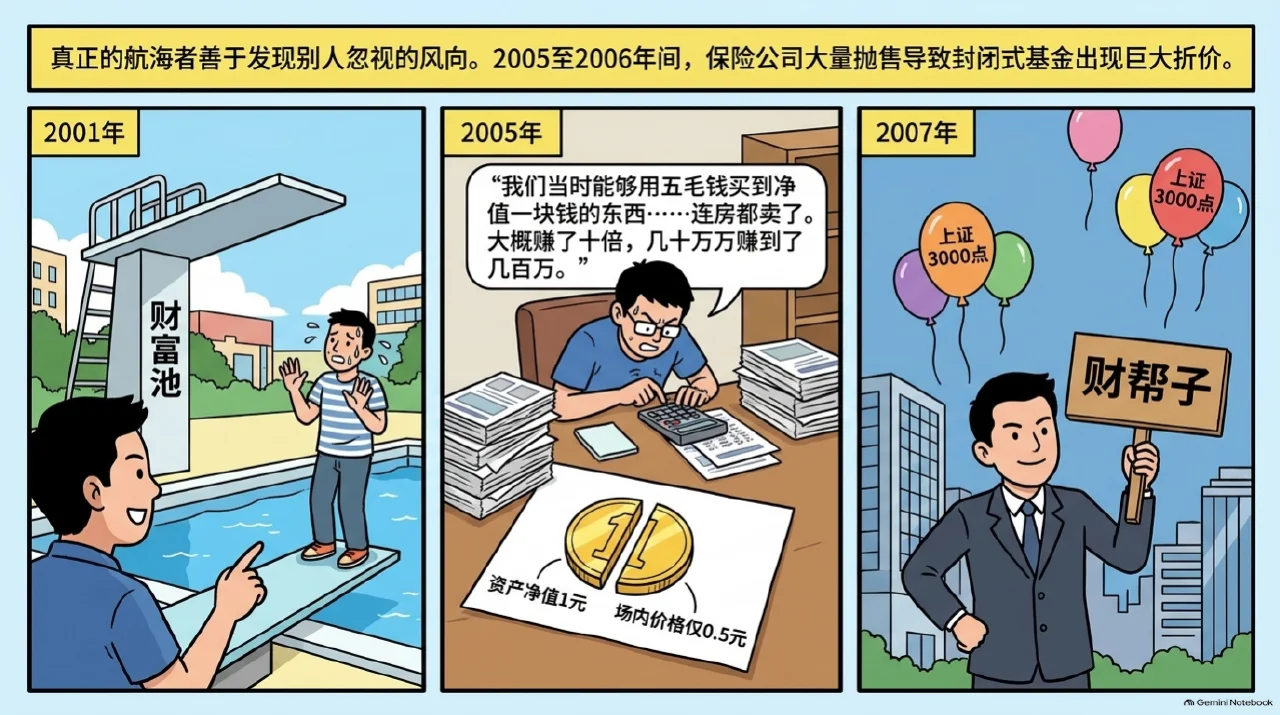 真正的航海者善于发现别人忽视的风向。2005至2006年间，保险公司大量抛售导致封闭式基金出现巨大折价。
2001年
财富池
2005年
“我们当时能够用五毛钱买到净
值一块钱的东西……连房都卖了。
大概赚了十倍，几十万万赚到了
几百万。”
1
1
资产净值1元
场内价格仅0.5元
2007年
上证
3000点
上证
3000点
财帮子
Gemini Notebook